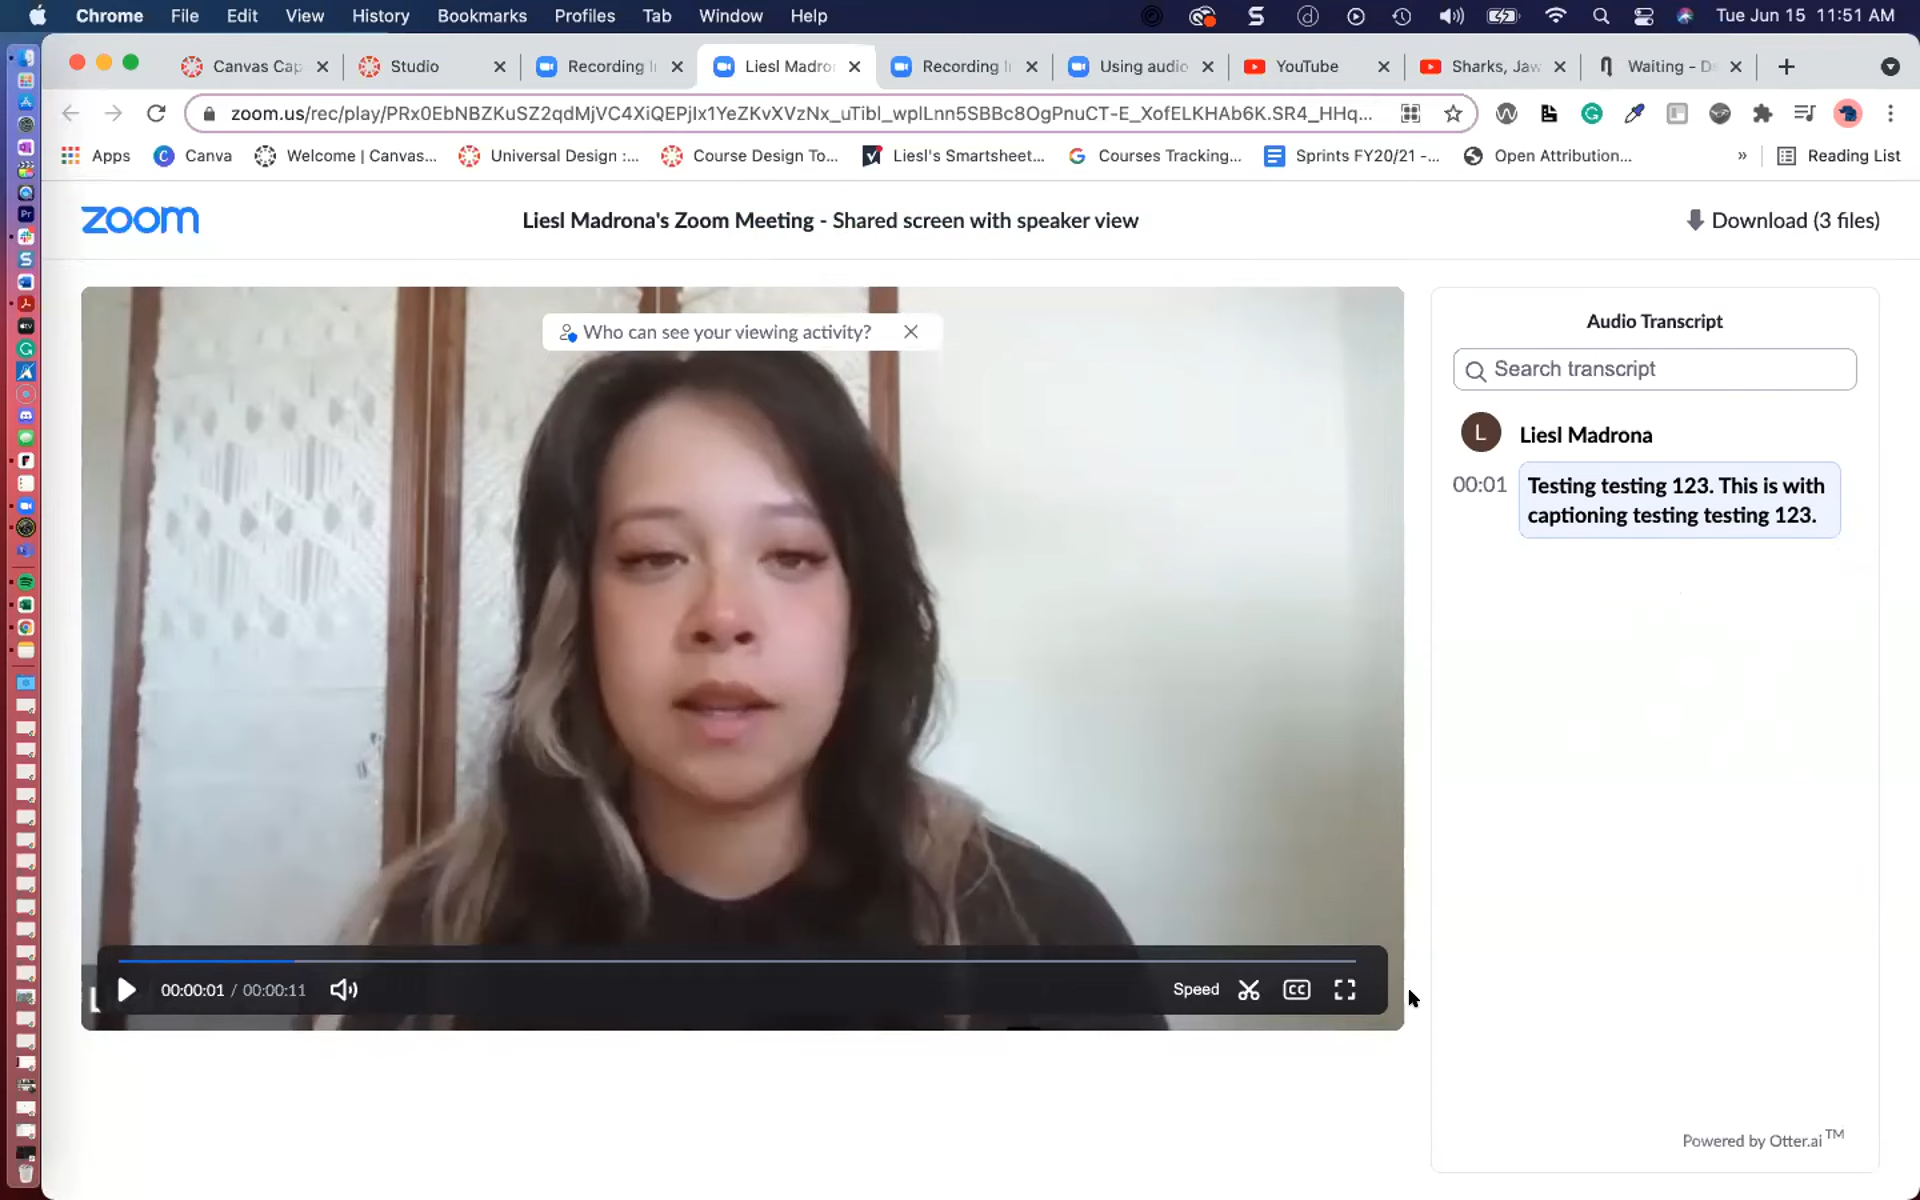 Chrome File Edit View History Bookmarks Profiles Tab Window Help Tue Jun 15 11:51 AM
Canvas Cap Studio Recording I Liesl Madro Recording I Using audio YouTube Sharks, Jaw Waiting - D
zoom.us/rec/play/PRx0EbNBZKuSZ2qdMjVC4XiQEPjIx1YeZKvXVzNx_uTibl_wplLnn5SBBc8OgPnuCT-E_XofELKHAb6K.SR4_HHq...
Apps Canva Welcome | Canvas... Universal Design :... Course Design To... Liesl's Smartsheet... Courses Tracking... Sprints FY20/21 -... Open Attribution... » Reading List
zoom
Liesl Madrona's Zoom Meeting - Shared screen with speaker view
Download (3 files)
Who can see your viewing activity?
Audio Transcript
Search transcript
L Liesl Madrona
00:01 Testing testing 123. This is with
captioning testing testing 123.
00:00:01 / 00:00:11
Speed CC
Powered by Otter.ai TM